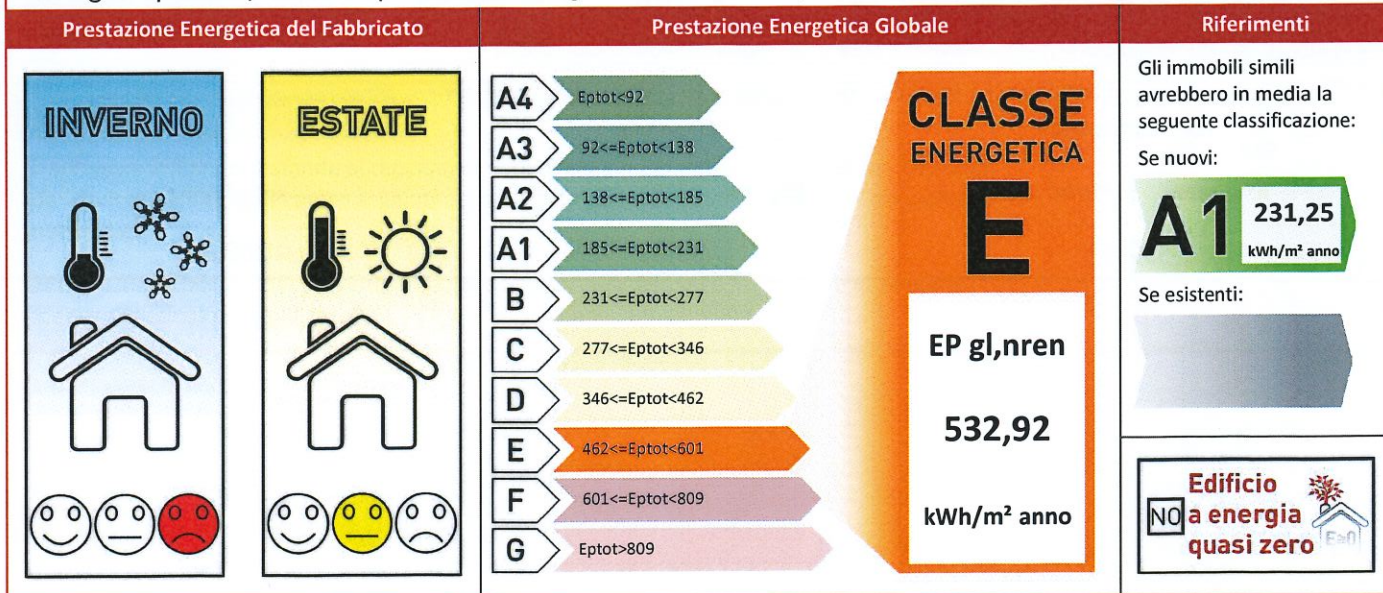 Prestazione Energetica del Fabbricato
Prestazione Energetica Globale
Riferimenti
INVERNO
ESTATE
A4
Eptot<92
A3
92<=Eptot<138
A2
138<=Eptot<185
A1
185<=Eptot<231
B
231<=Eptot<277
C
277<=Eptot<346
D
346<=Eptot<462
E
462<=Eptot<601
F
601<=Eptot<809
G
Eptot>809
CLASSE
ENERGETICA
E
EP gl,nren
532,92
kWh/m² anno
Gli immobili simili
avrebbero in media la
seguente classificazione:
Se nuovi:
A1
231,25
kWh/m² anno
Se esistenti:
NO
Edificio
a energia
quasi zero